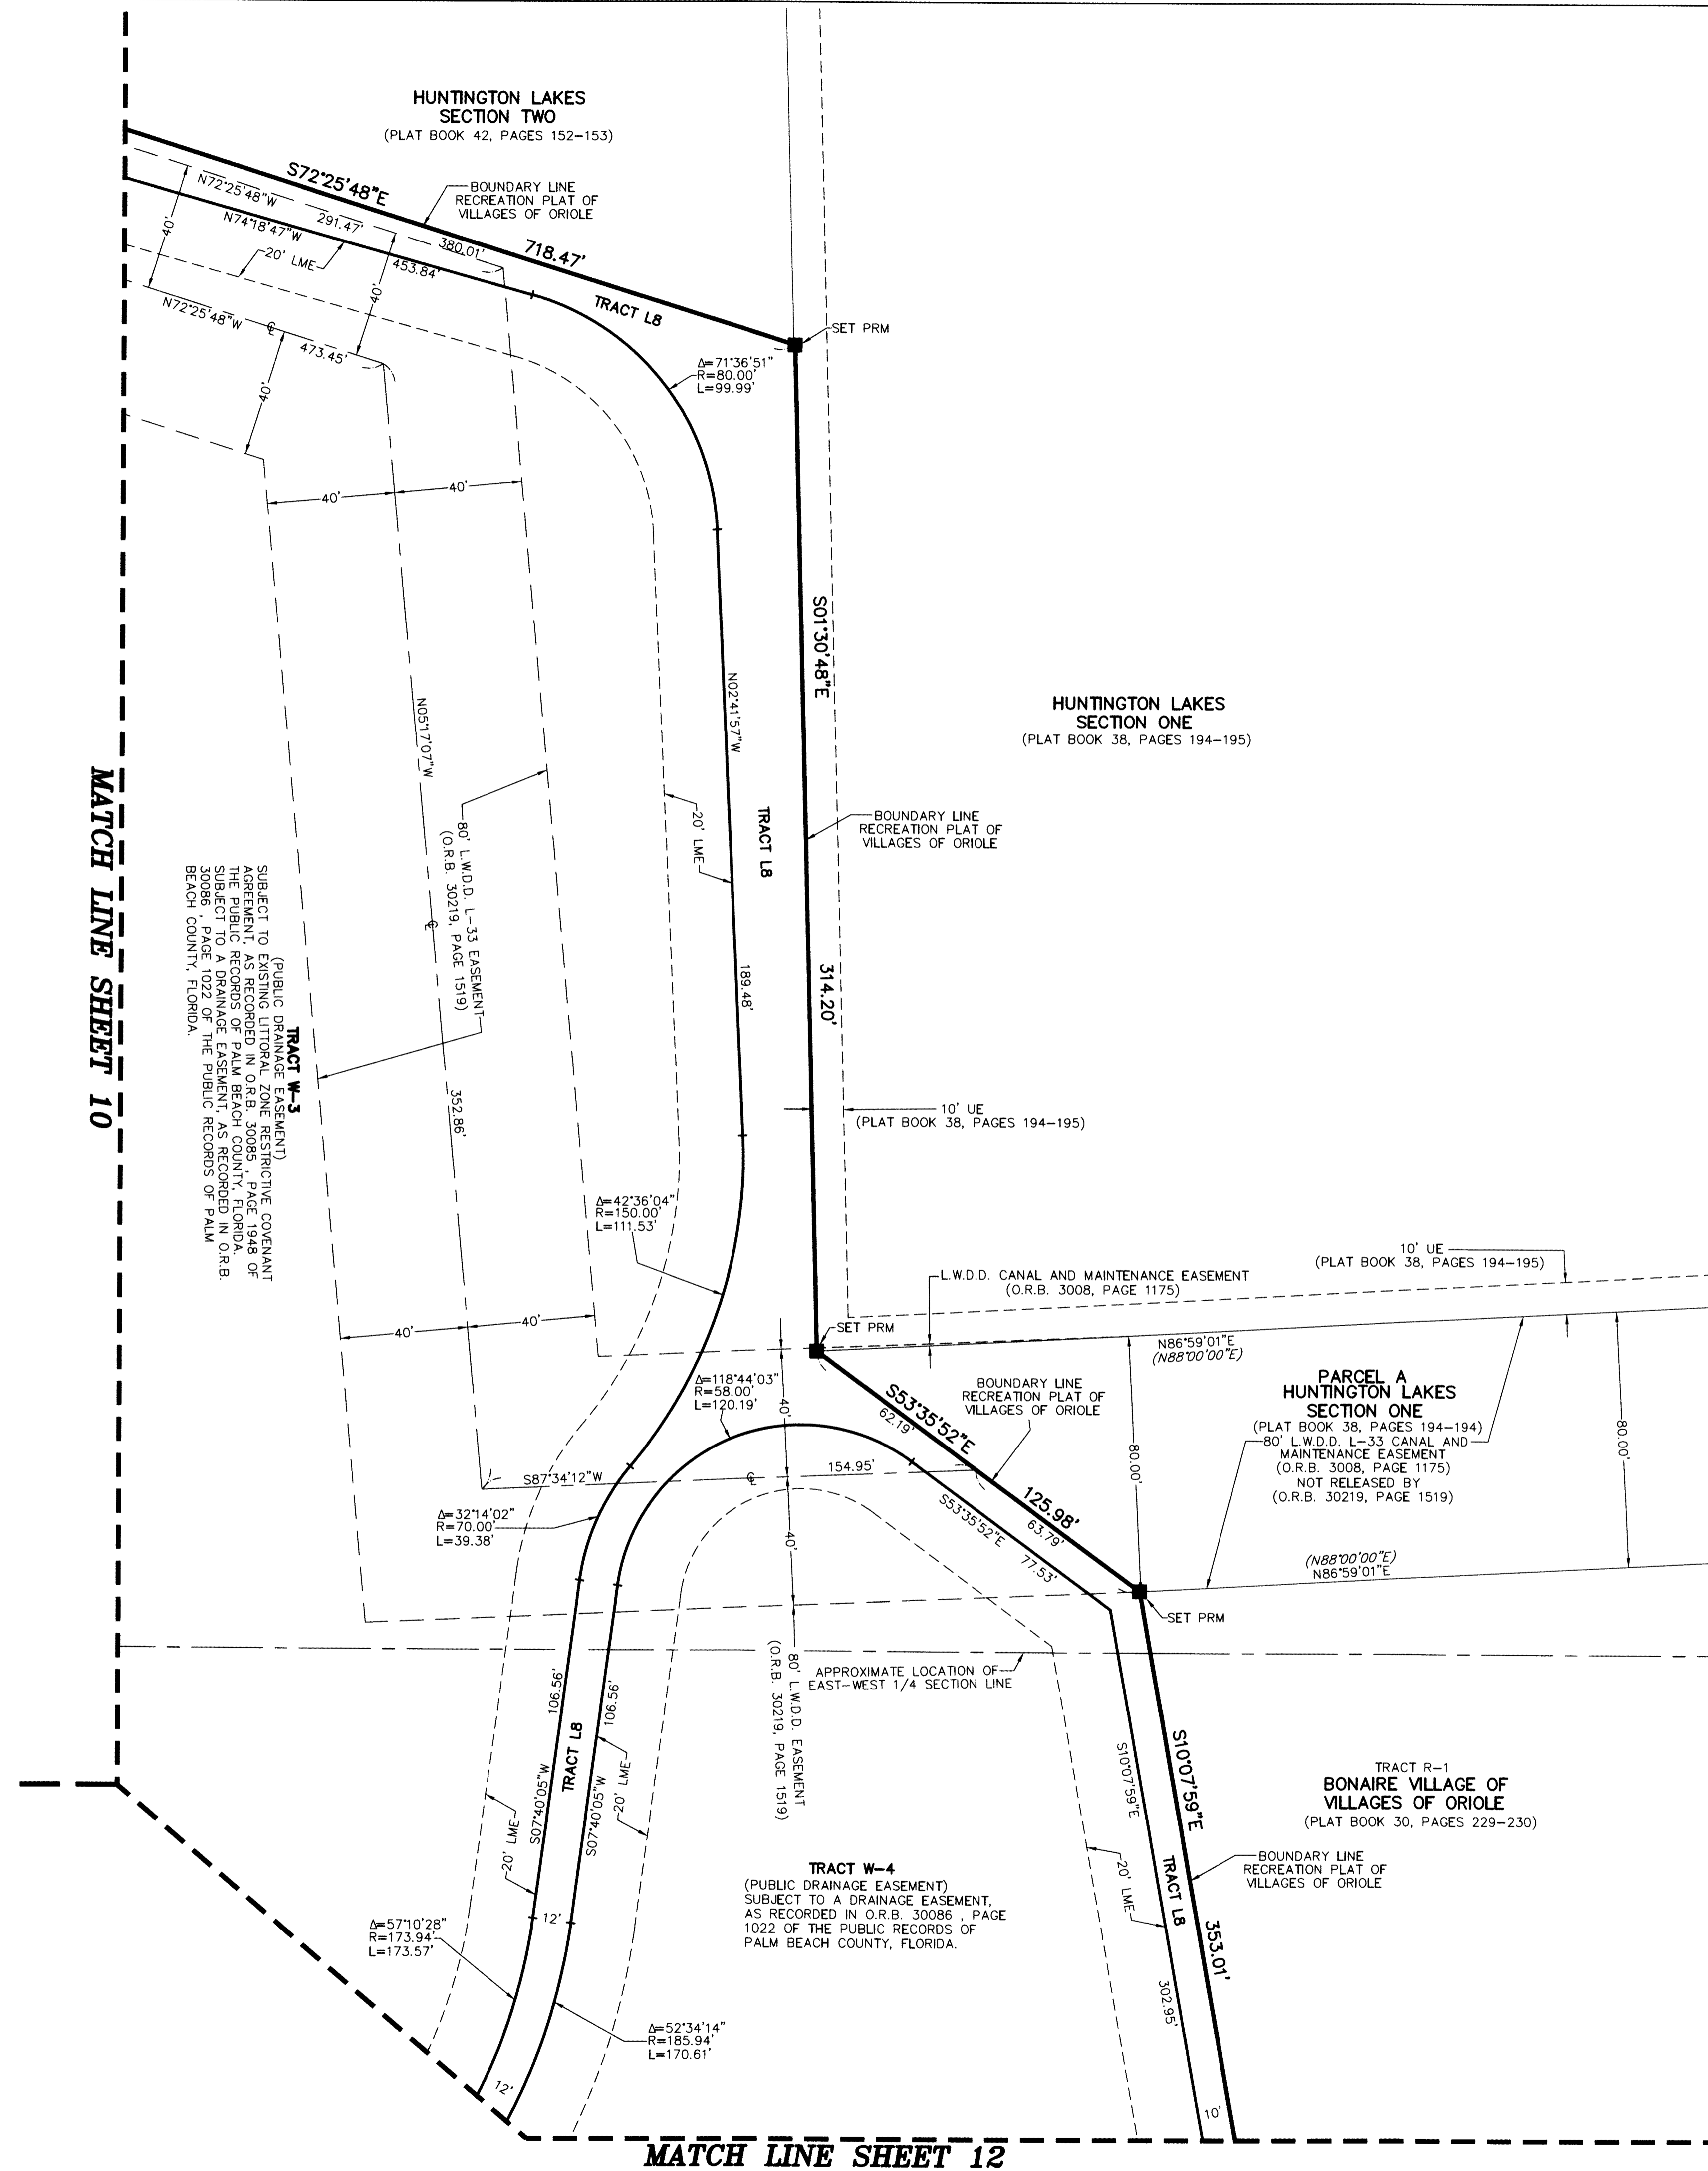 HUNTINGTON LAKES
SECTION TWO
(PLAT BOOK 42, PAGES 152–153)
S72°25'48"E
718.47'
BOUNDARY LINE
RECREATION PLAT OF
VILLAGES OF ORIOLE
N72°25'48"W
291.47'
380.01'
N74°18'47"W
453.84'
20' LME
40'
40'
N72°25'48"W
℄
473.45'
40'
TRACT L8
SET PRM
Δ=71°36'51"
R=80.00'
L=99.99'
40'
40'
S01°30'48"E
314.20'
N02°41'57"W
189.48'
N05°17'07"W
℄
352.86'
TRACT L8
20' LME
HUNTINGTON LAKES
SECTION ONE
(PLAT BOOK 38, PAGES 194–195)
BOUNDARY LINE
RECREATION PLAT OF
VILLAGES OF ORIOLE
80' L.W.D.D. L–33 EASEMENT
(O.R.B. 30219, PAGE 1519)
MATCH LINE SHEET 10
TRACT W–3
(PUBLIC DRAINAGE EASEMENT)
SUBJECT TO EXISTING LITTORAL ZONE RESTRICTIVE COVENANT
AGREEMENT, AS RECORDED IN O.R.B. 30085 , PAGE 1948 OF
THE PUBLIC RECORDS OF PALM BEACH COUNTY, FLORIDA.
SUBJECT TO A DRAINAGE EASEMENT, AS RECORDED IN O.R.B.
30086 , PAGE 1022 OF THE PUBLIC RECORDS OF PALM
BEACH COUNTY, FLORIDA.
10' UE
(PLAT BOOK 38, PAGES 194–195)
Δ=42°36'04"
R=150.00'
L=111.53'
10' UE
(PLAT BOOK 38, PAGES 194–195)
L.W.D.D. CANAL AND MAINTENANCE EASEMENT
(O.R.B. 3008, PAGE 1175)
40'
40'
SET PRM
N86°59'01"E
(N88°00'00"E)
Δ=118°44'03"
R=58.00'
L=120.19'
40'
S53°35'52"E
125.98'
62.19'
63.79'
BOUNDARY LINE
RECREATION PLAT OF
VILLAGES OF ORIOLE
PARCEL A
HUNTINGTON LAKES
SECTION ONE
(PLAT BOOK 38, PAGES 194–194)
80' L.W.D.D. L–33 CANAL AND
MAINTENANCE EASEMENT
(O.R.B. 3008, PAGE 1175)
NOT RELEASED BY
(O.R.B. 30219, PAGE 1519)
80.00'
80.00'
S87°34'12"W
℄
154.95'
S53°35'52"E
77.53'
Δ=32°14'02"
R=70.00'
L=39.38'
40'
(N88°00'00"E)
N86°59'01"E
SET PRM
APPROXIMATE LOCATION OF
EAST–WEST 1/4 SECTION LINE
80' L.W.D.D. EASEMENT
(O.R.B. 30219, PAGE 1519)
106.56'
S07°40'05"W
TRACT L8
106.56'
S07°40'05"W
20' LME
20' LME
S10°07'59"E
353.01'
S10°07'59"E
302.95'
TRACT L8
20' LME
TRACT R–1
BONAIRE VILLAGE OF
VILLAGES OF ORIOLE
(PLAT BOOK 30, PAGES 229–230)
BOUNDARY LINE
RECREATION PLAT OF
VILLAGES OF ORIOLE
TRACT W–4
(PUBLIC DRAINAGE EASEMENT)
SUBJECT TO A DRAINAGE EASEMENT,
AS RECORDED IN O.R.B. 30086 , PAGE
1022 OF THE PUBLIC RECORDS OF
PALM BEACH COUNTY, FLORIDA.
12'
Δ=57°10'28"
R=173.94'
L=173.57'
Δ=52°34'14"
R=185.94'
L=170.61'
12'
10'
MATCH LINE SHEET 12